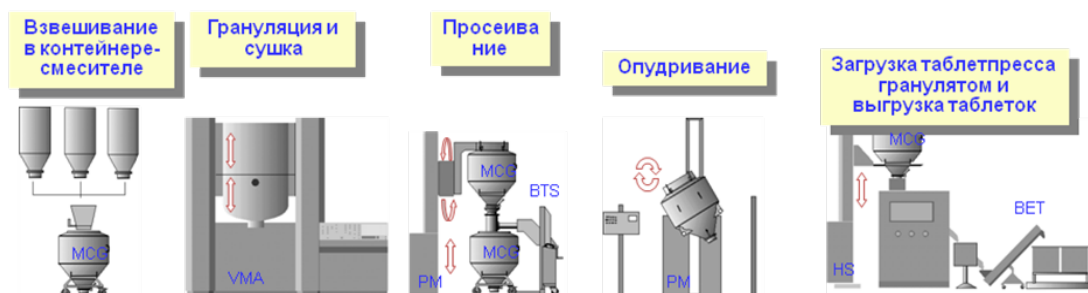 Взвешивание
в контейнере-
смесителе
Грануляция и
сушка
Просеива
ние
Опудривание
Загрузка таблетпресса
гранулятом и
выгрузка таблеток
MCG
VMA
MCG
BTS
MCG
PM
PM
MCG
BET
HS